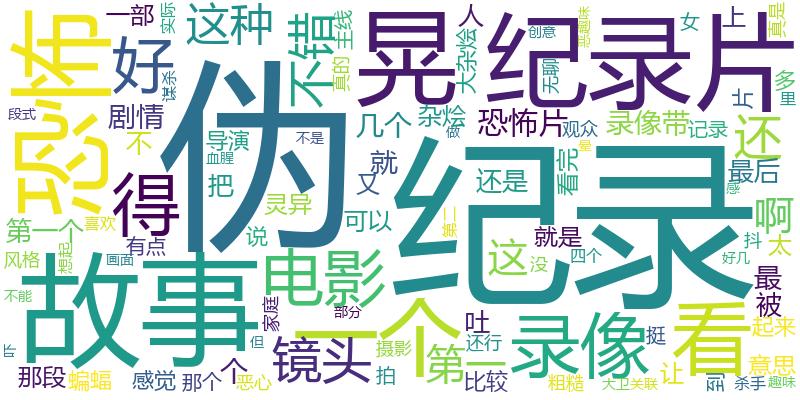 一部
实际
这种
不错
主线
真的
人
大杂烩
晃
纪录片
创意
恶趣味
无聊
女
上
真是
恐怖
好
谋杀
段式
剧情
不
伪
导演
血腥
把
得
不是
几个
就
又
杂烩
做
恐怖片
观众
晕
录像带
记录
片
多
里
还
最后
感
灵异
说
可以
还是
看完
纪录
啊
第一个
喜欢
有点
风格
想起
画面
不能
听
故事
电影
第二
这
没
就是
四个
抖
好几
太
最
被
家庭
部分
但
一个
录像
看
挺
起来
意思
那段
蝙蝠
感觉
那个
个
恶心
镜头
摄影
拍
第一
吐
还行
比较
粗糙
大卫关联
让
到
杀手
趣味